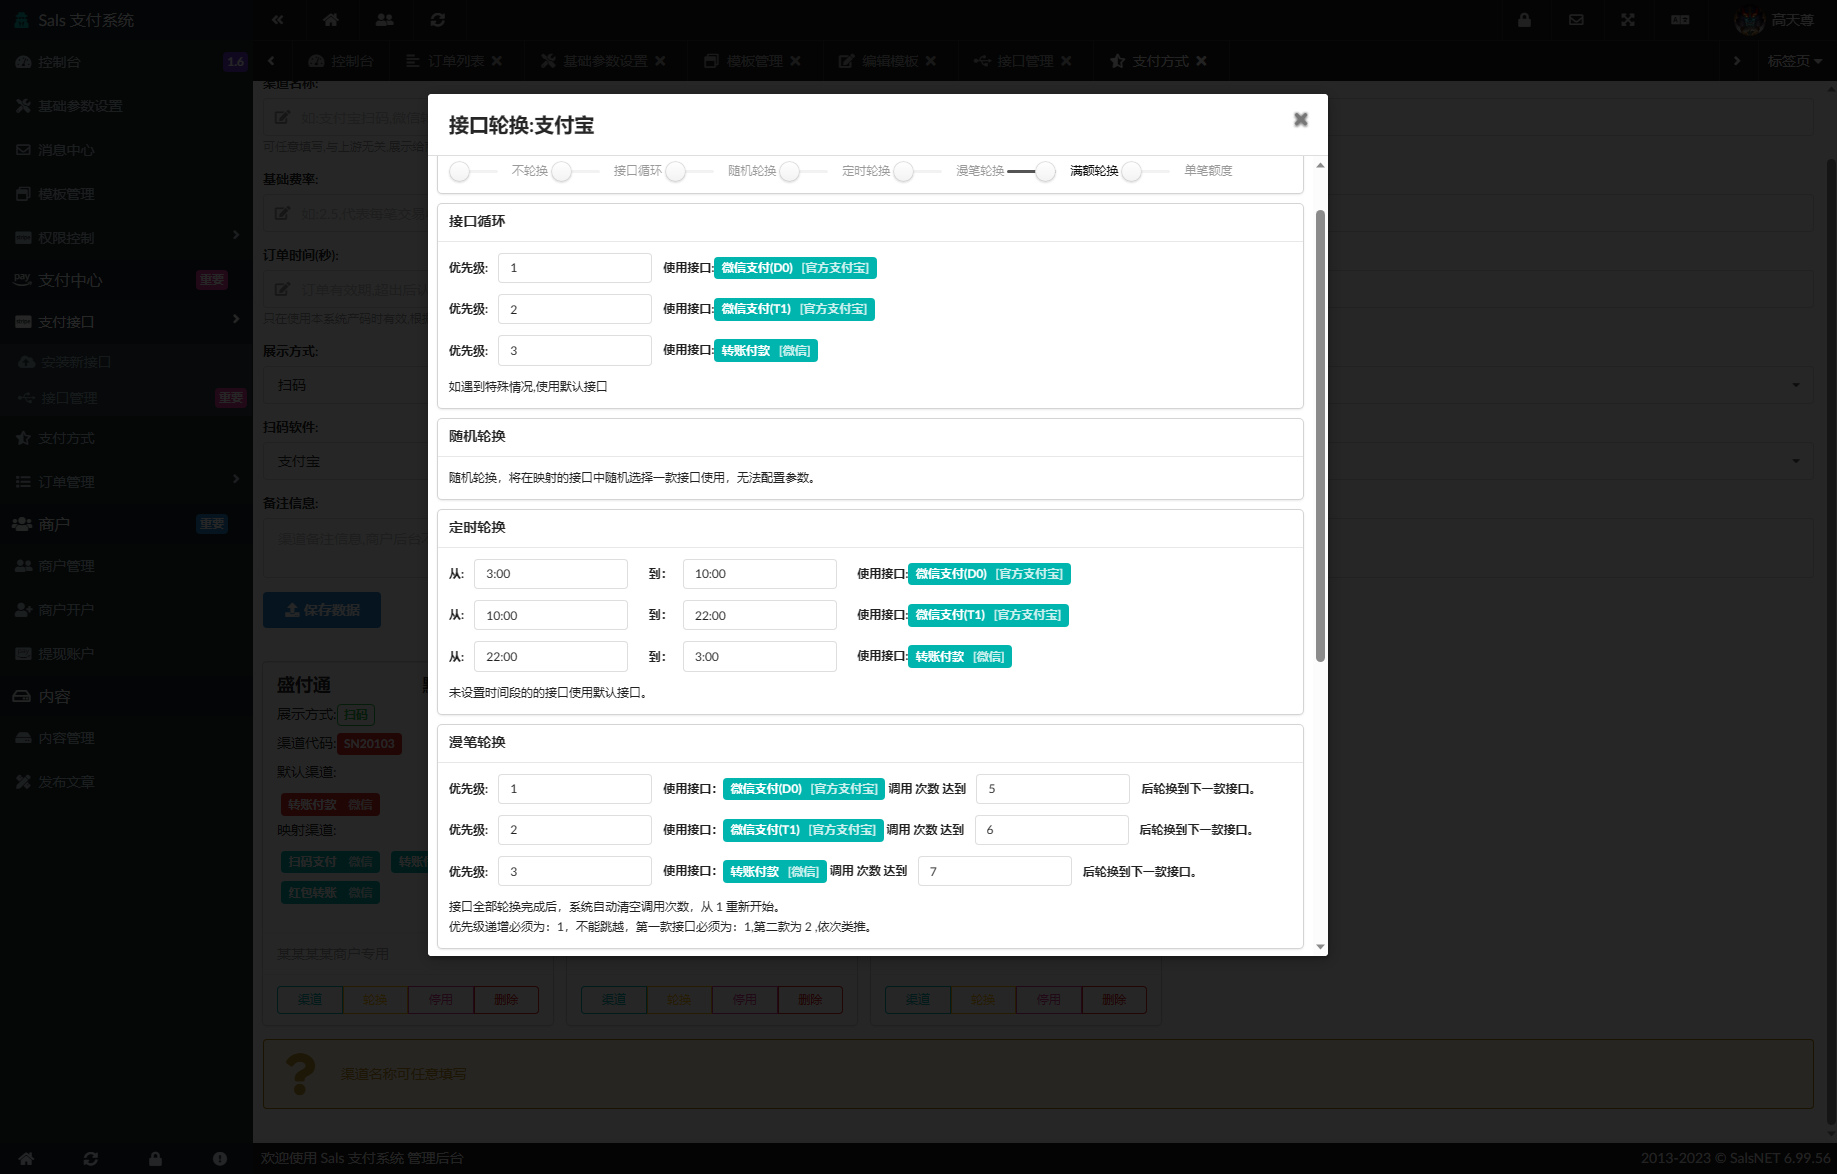 Sals 支付系统
高天尊
控制台 1.6
控制台
订单列表
基础参数设置
模板管理
编辑模板
接口管理
支付方式
标签页
基础参数设置
消息中心
模板管理
权限控制
支付中心 重要
支付接口
安装新接口
接口管理 重要
支付方式
订单管理
商户 重要
商户管理
商户开户
提现账户
内容
内容管理
发布文章
渠道名称:
基础费率:
订单时间(秒):
展示方式:
扫码
扫码软件:
支付宝
备注信息:
保存数据
盛付通
展示方式: 扫码
渠道代码: SN20103
默认渠道:
转账付款 微信
映射渠道:
扫码支付 微信
红包转账 微信
某某某某商户专用
渠道 轮换 停用 删除
渠道 轮换 停用 删除
渠道 轮换 停用 删除
渠道名称可任意填写
接口轮换:支付宝
不轮换 接口循环 随机轮换 定时轮换 漫笔轮换 满额轮换 单笔额度
接口循环
优先级: 1 使用接口: 微信支付(D0) [官方支付宝]
优先级: 2 使用接口: 微信支付(T1) [官方支付宝]
优先级: 3 使用接口: 转账付款 [微信]
如遇到特殊情况,使用默认接口
随机轮换
随机轮换，将在映射的接口中随机选择一款接口使用，无法配置参数。
定时轮换
从: 3:00 到: 10:00 使用接口: 微信支付(D0) [官方支付宝]
从: 10:00 到: 22:00 使用接口: 微信支付(T1) [官方支付宝]
从: 22:00 到: 3:00 使用接口: 转账付款 [微信]
未设置时间段的的接口使用默认接口。
漫笔轮换
优先级: 1 使用接口: 微信支付(D0) [官方支付宝] 调用 次数 达到 5 后轮换到下一款接口。
优先级: 2 使用接口: 微信支付(T1) [官方支付宝] 调用 次数 达到 6 后轮换到下一款接口。
优先级: 3 使用接口: 转账付款 [微信] 调用 次数 达到 7 后轮换到下一款接口。
接口全部轮换完成后，系统自动清空调用次数，从 1 重新开始。
优先级递增必须为：1，不能跳越，第一款接口必须为：1,第二款为 2 ,依次类推。
欢迎使用 Sals 支付系统 管理后台
2013-2023 © SalsNET 6.99.56